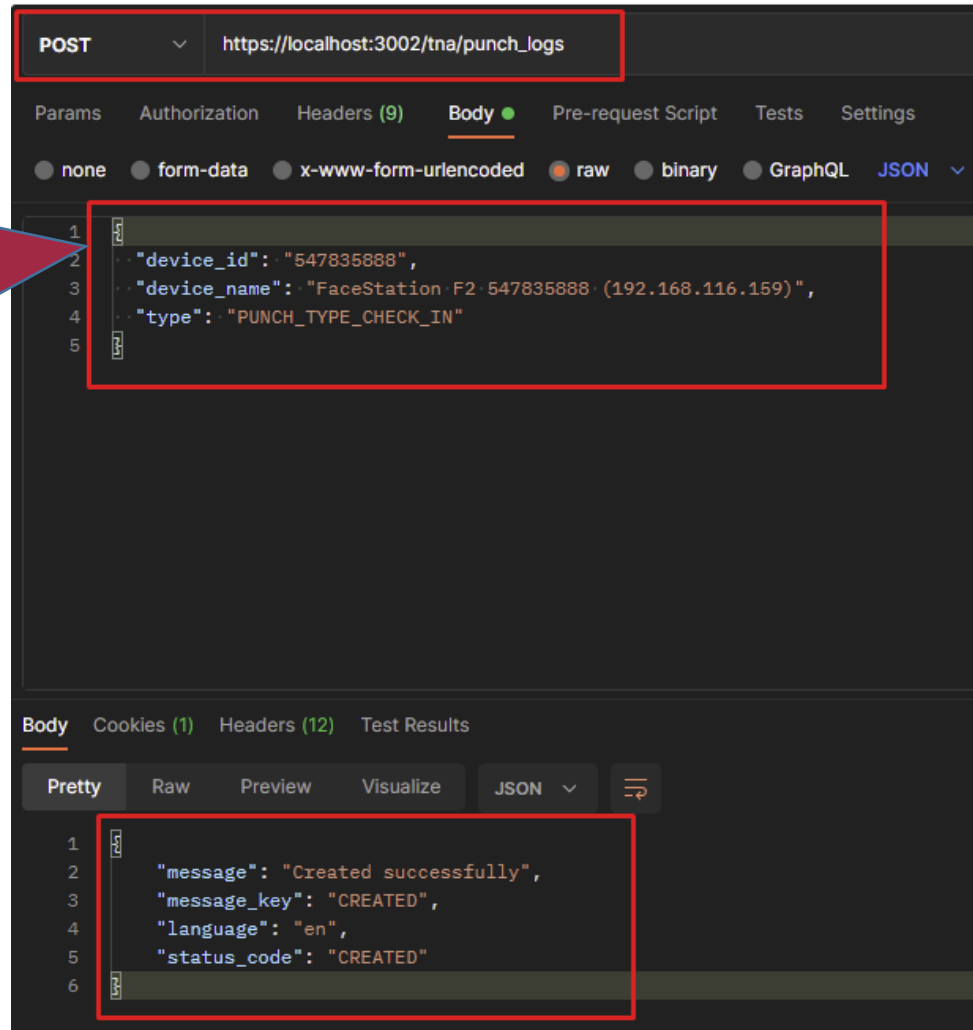 POST https://localhost:3002/tna/punch_logs
Params Authorization Headers (9) Body Pre-request Script Tests Settings
none form-data x-www-form-urlencoded raw binary GraphQL JSON
1 {
2 "device_id": "547835888",
3 "device_name": "FaceStation F2 547835888 (192.168.116.159)",
4 "type": "PUNCH_TYPE_CHECK_IN"
5 }
Body Cookies (1) Headers (12) Test Results
Pretty Raw Preview Visualize JSON
1 {
2 "message": "Created successfully",
3 "message_key": "CREATED",
4 "language": "en",
5 "status_code": "CREATED"
6 }